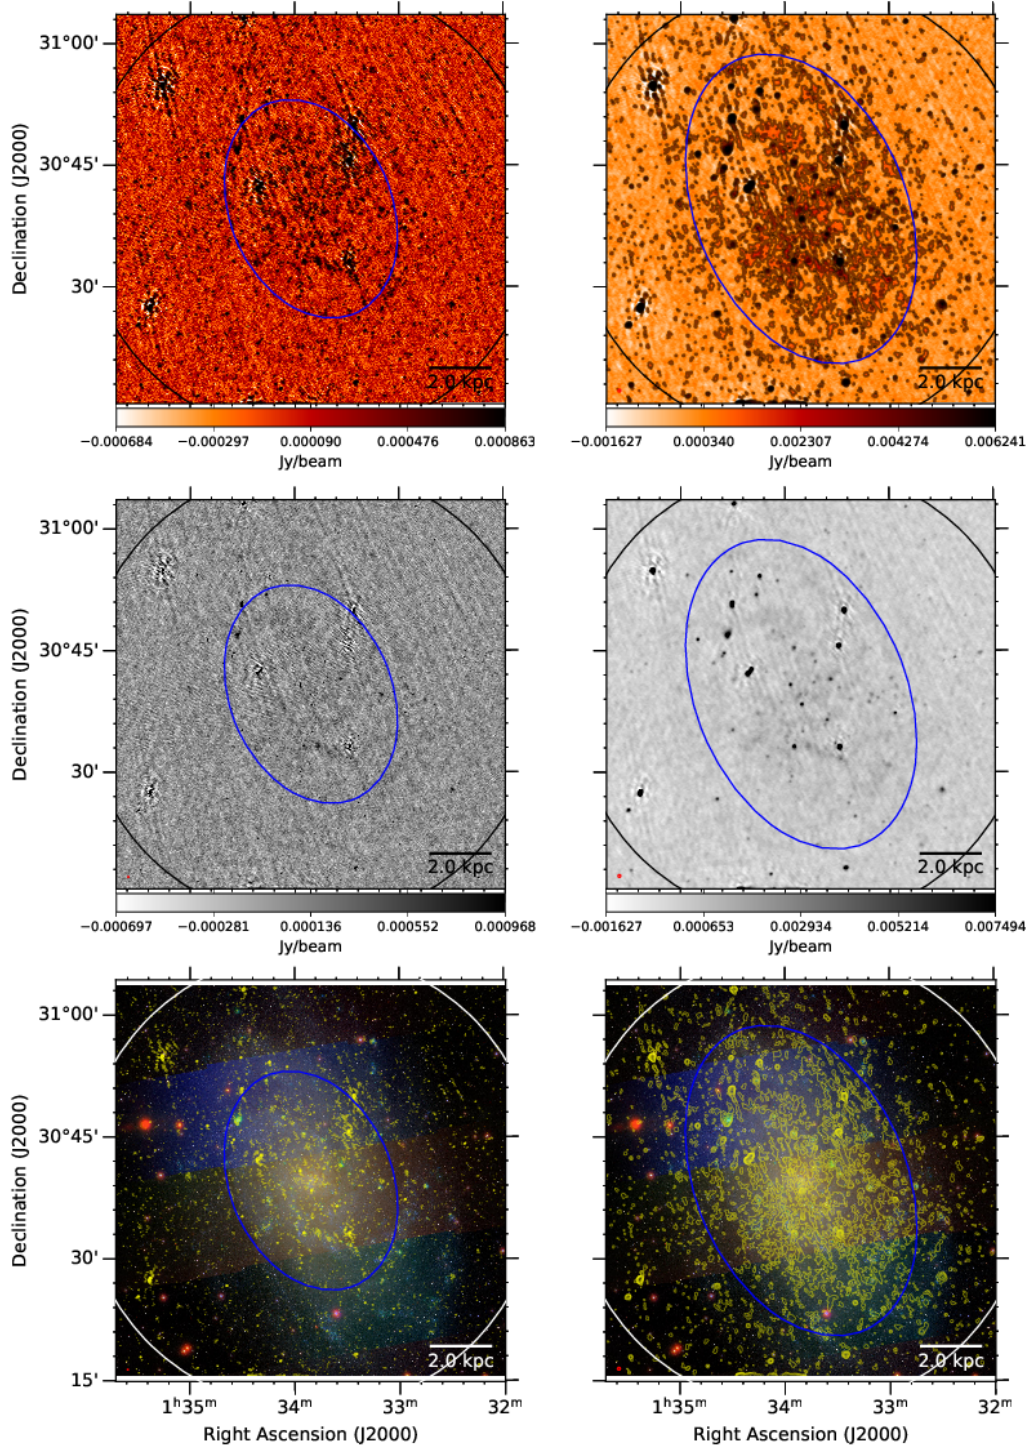 31°00'
30°45'
30'
Declination (J2000)
2.0 kpc
2.0 kpc
−0.000684 −0.000297 0.000090 0.000476 0.000863
Jy/beam
−0.001627 0.000340 0.002307 0.004274 0.006241
Jy/beam
31°00'
30°45'
30'
Declination (J2000)
2.0 kpc
2.0 kpc
−0.000697 −0.000281 0.000136 0.000552 0.000968
Jy/beam
−0.001627 0.000653 0.002934 0.005214 0.007494
Jy/beam
31°00'
30°45'
30'
15'
Declination (J2000)
2.0 kpc
2.0 kpc
1ʰ35ᵐ 34ᵐ 33ᵐ 32ᵐ
Right Ascension (J2000)
1ʰ35ᵐ 34ᵐ 33ᵐ 32ᵐ
Right Ascension (J2000)